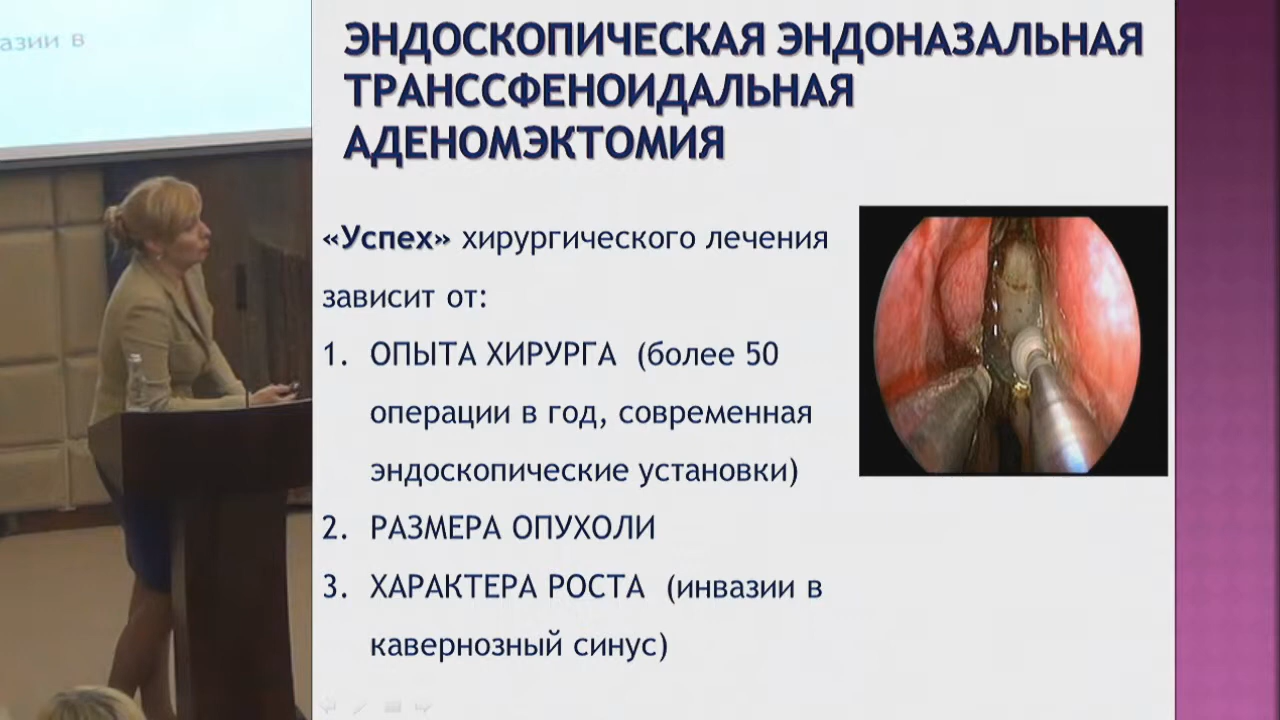 азии в
ЭНДОСКОПИЧЕСКАЯ ЭНДОНАЗАЛЬНАЯ
ТРАНССФЕНОИДАЛЬНАЯ
АДЕНОМЭКТОМИЯ
«Успех» хирургического лечения
зависит от:
1. ОПЫТА ХИРУРГА (более 50
операции в год, современная
эндоскопические установки)
2. РАЗМЕРА ОПУХОЛИ
3. ХАРАКТЕРА РОСТА (инвазии в
кавернозный синус)